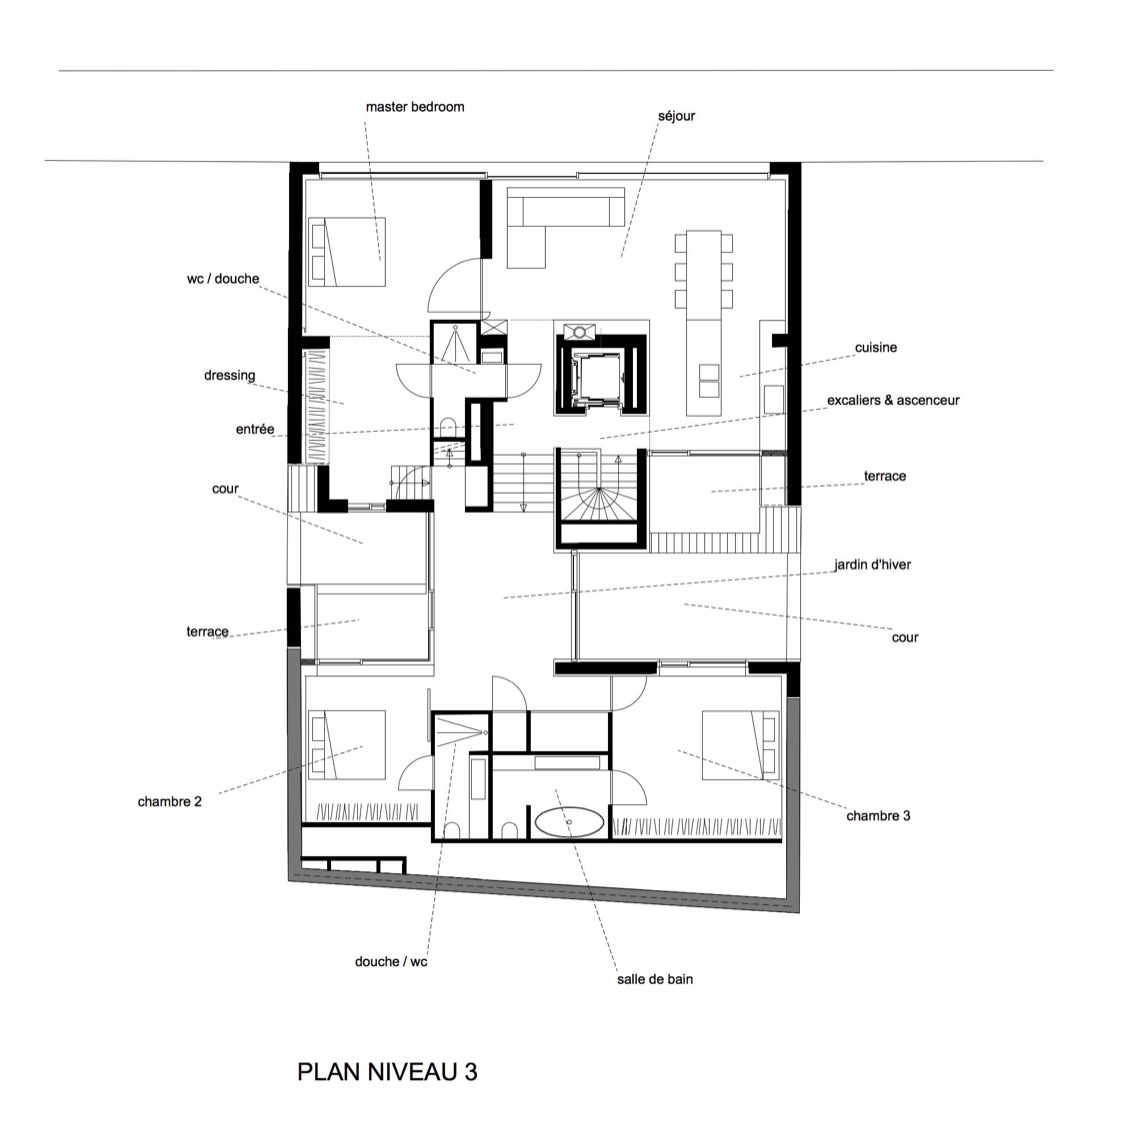 master bedroom
séjour
wc / douche
cuisine
dressing
excaliers & ascenceur
entrée
terrace
cour
jardin d'hiver
terrace
cour
chambre 2
chambre 3
douche / wc
salle de bain
PLAN NIVEAU 3